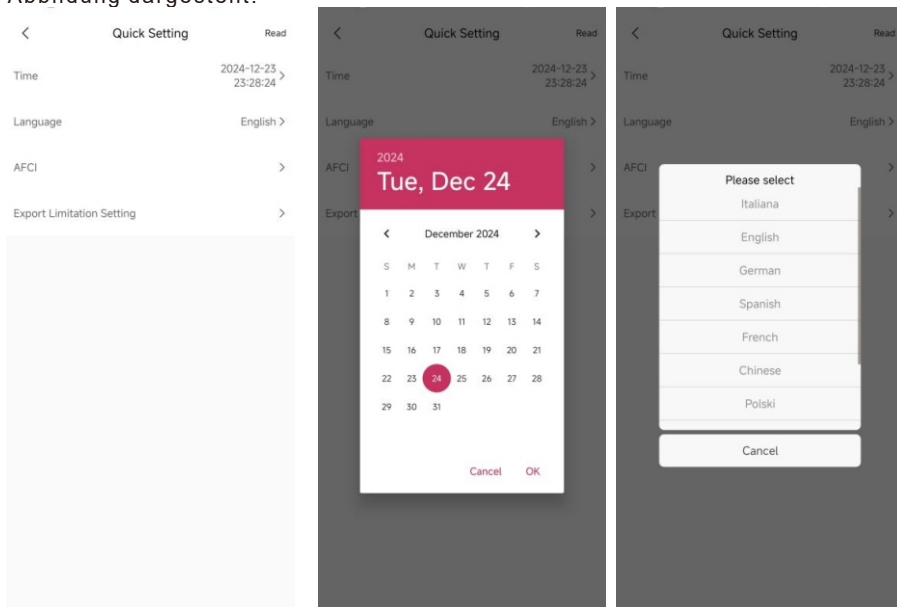 Abbildung dargestellt.
Quick Setting Read
Time 2024-12-23
23:28:24
Language English
AFCI
Export Limitation Setting
Quick Setting Read
Time 2024-12-23
23:28:24
Language English
AFCI
Export
2024
Tue, Dec 24
December 2024
S M T W T F S
1 2 3 4 5 6 7
8 9 10 11 12 13 14
15 16 17 18 19 20 21
22 23 24 25 26 27 28
29 30 31
Cancel OK
Quick Setting Read
Time 2024-12-23
23:28:24
Language English
AFCI
Export
Please select
Italiana
English
German
Spanish
French
Chinese
Polski
Cancel